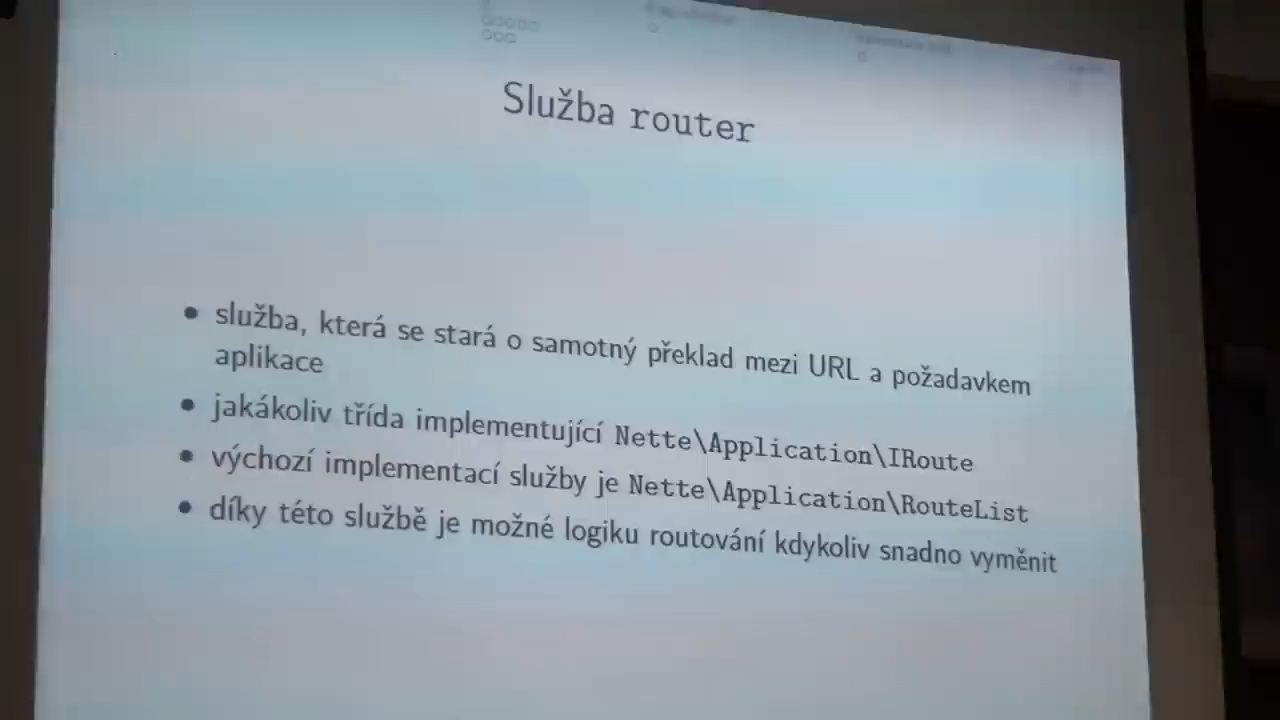 Služba router
služba, která se stará o samotný překlad mezi URL a požadavkem
aplikace
jakákoliv třída implementující Nette\Application\IRoute
výchozí implementací služby je Nette\Application\RouteList
díky této službě je možné logiku routování kdykoliv snadno vyměnit